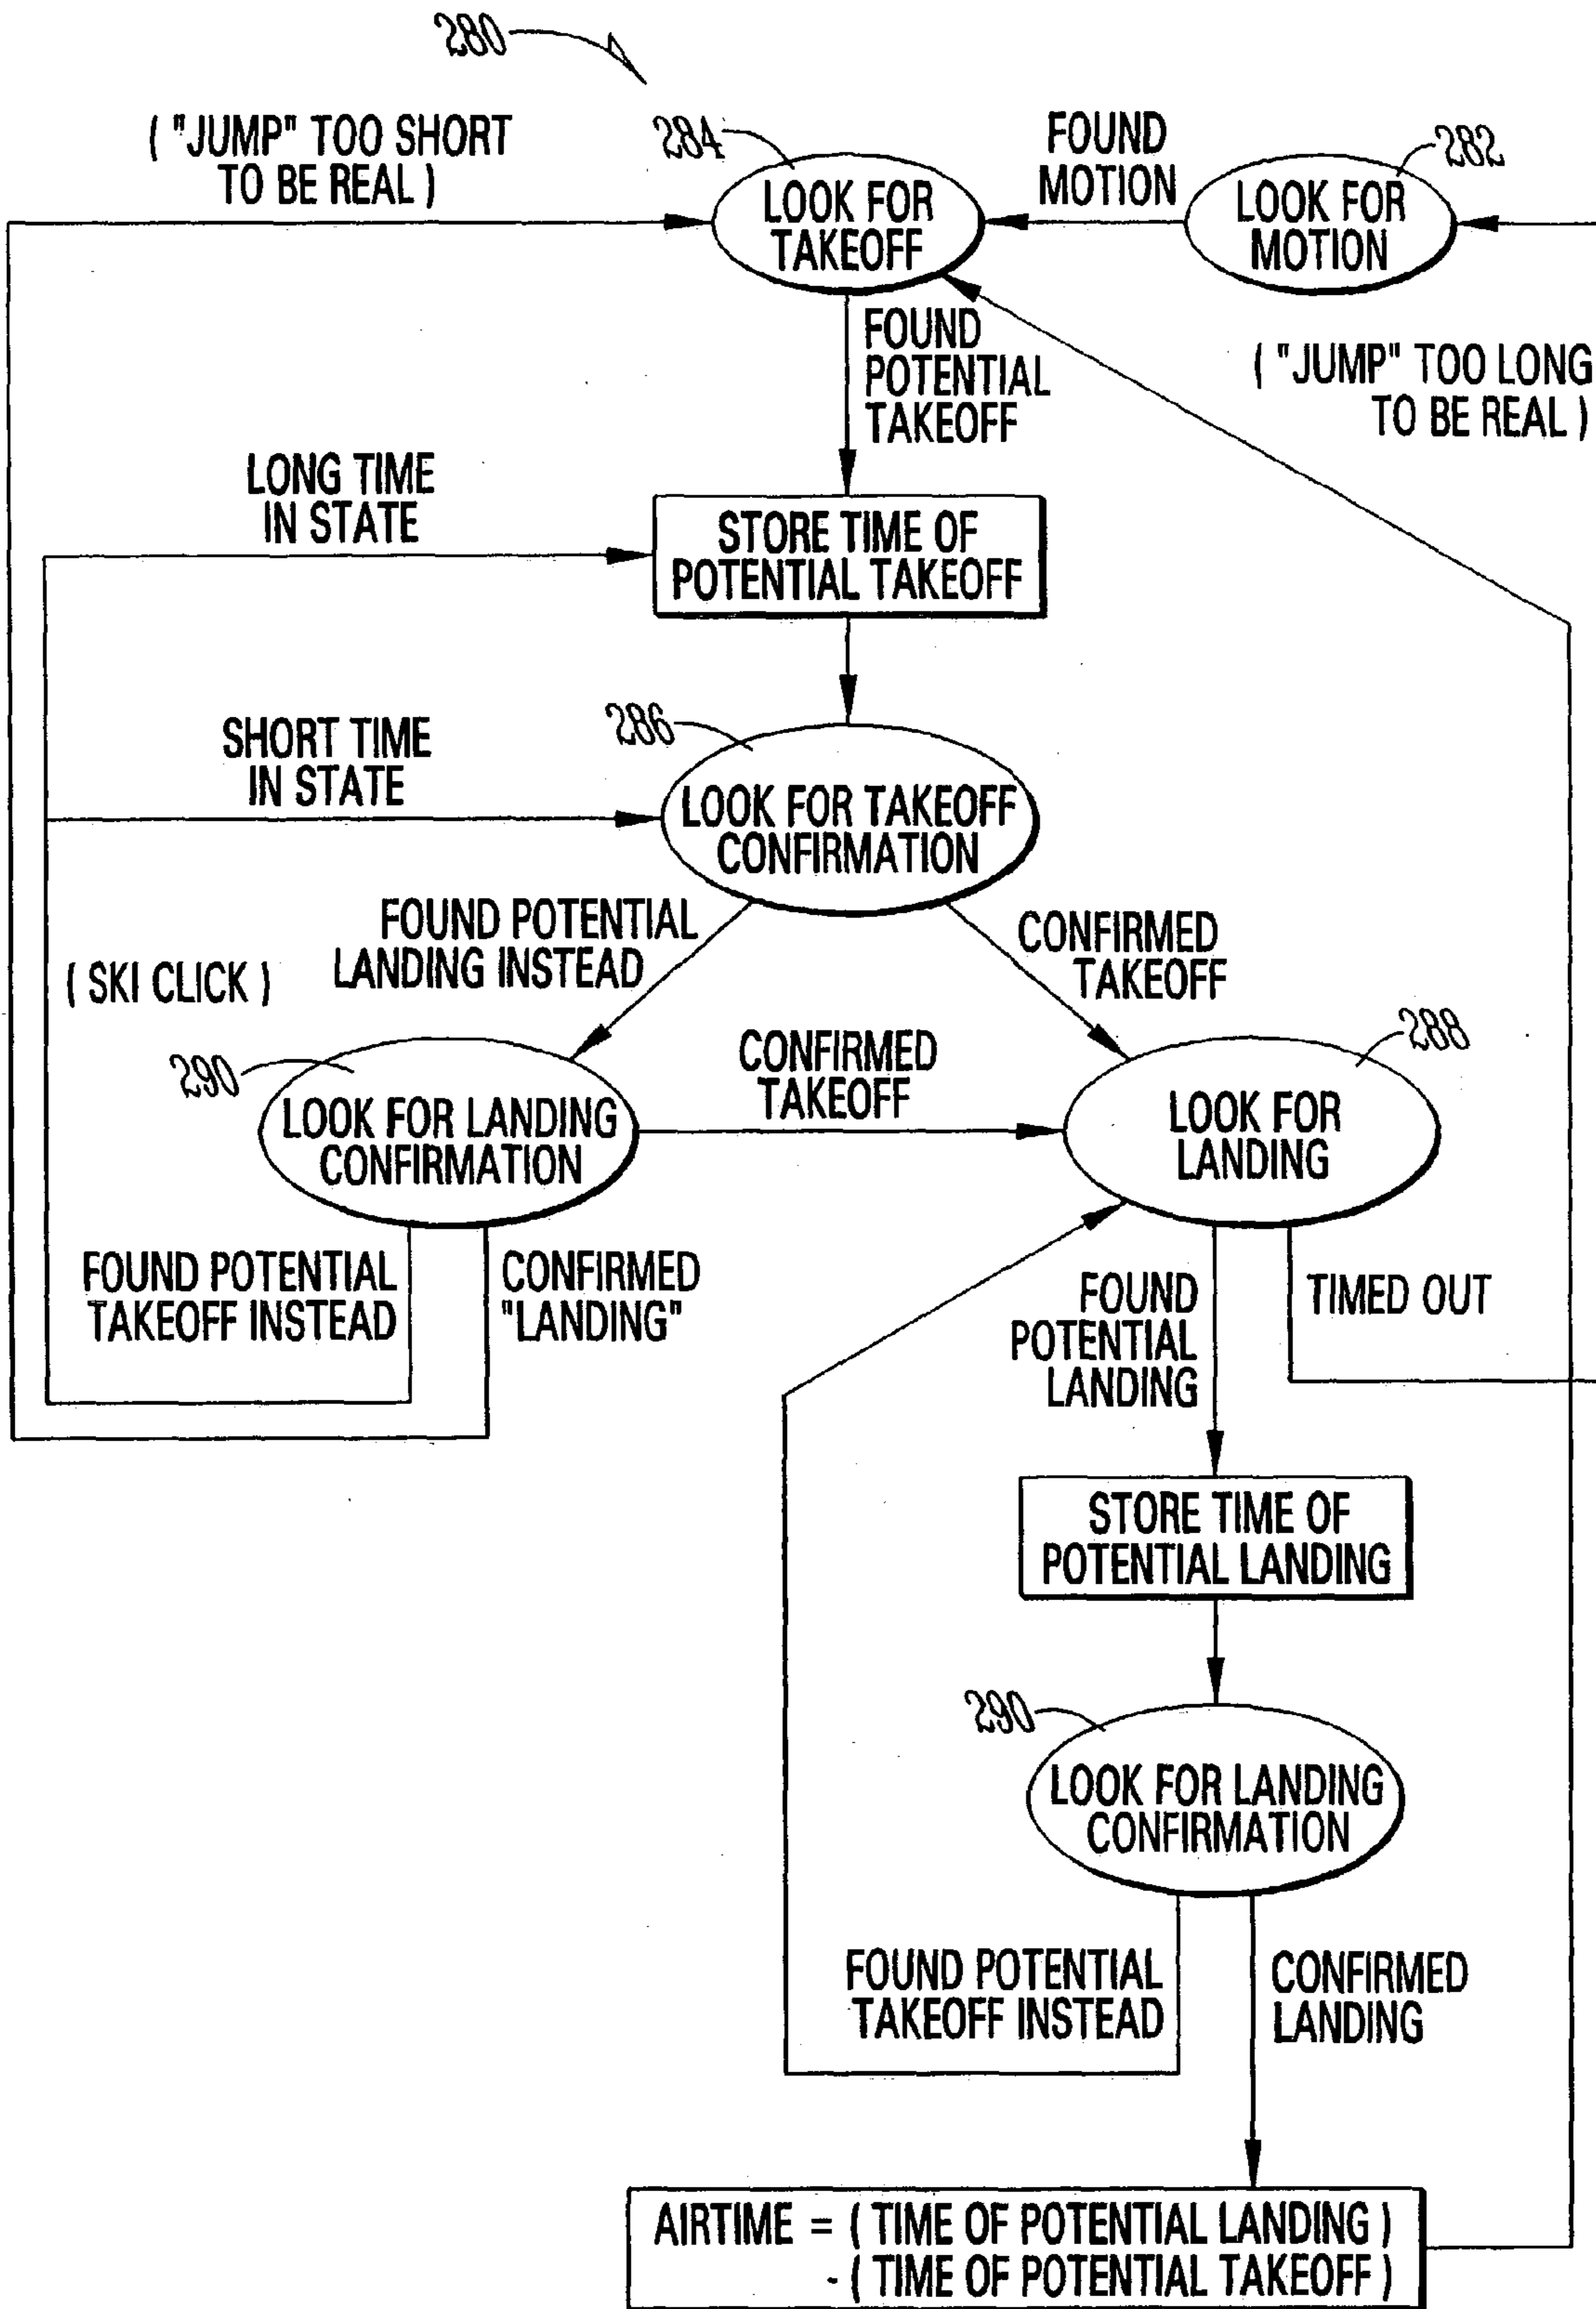 280
( "JUMP" TOO SHORT
TO BE REAL )
284
LOOK FOR
TAKEOFF
FOUND
MOTION
282
LOOK FOR
MOTION
FOUND
POTENTIAL
TAKEOFF
( "JUMP" TOO LONG
TO BE REAL )
LONG TIME
IN STATE
STORE TIME OF
POTENTIAL TAKEOFF
SHORT TIME
IN STATE
286
LOOK FOR TAKEOFF
CONFIRMATION
FOUND POTENTIAL
LANDING INSTEAD
CONFIRMED
TAKEOFF
( SKI CLICK )
290
LOOK FOR LANDING
CONFIRMATION
CONFIRMED
TAKEOFF
288
LOOK FOR
LANDING
FOUND POTENTIAL
TAKEOFF INSTEAD
CONFIRMED
"LANDING"
FOUND
POTENTIAL
LANDING
TIMED OUT
STORE TIME OF
POTENTIAL LANDING
290
LOOK FOR LANDING
CONFIRMATION
FOUND POTENTIAL
TAKEOFF INSTEAD
CONFIRMED
LANDING
AIRTIME = ( TIME OF POTENTIAL LANDING )
- ( TIME OF POTENTIAL TAKEOFF )